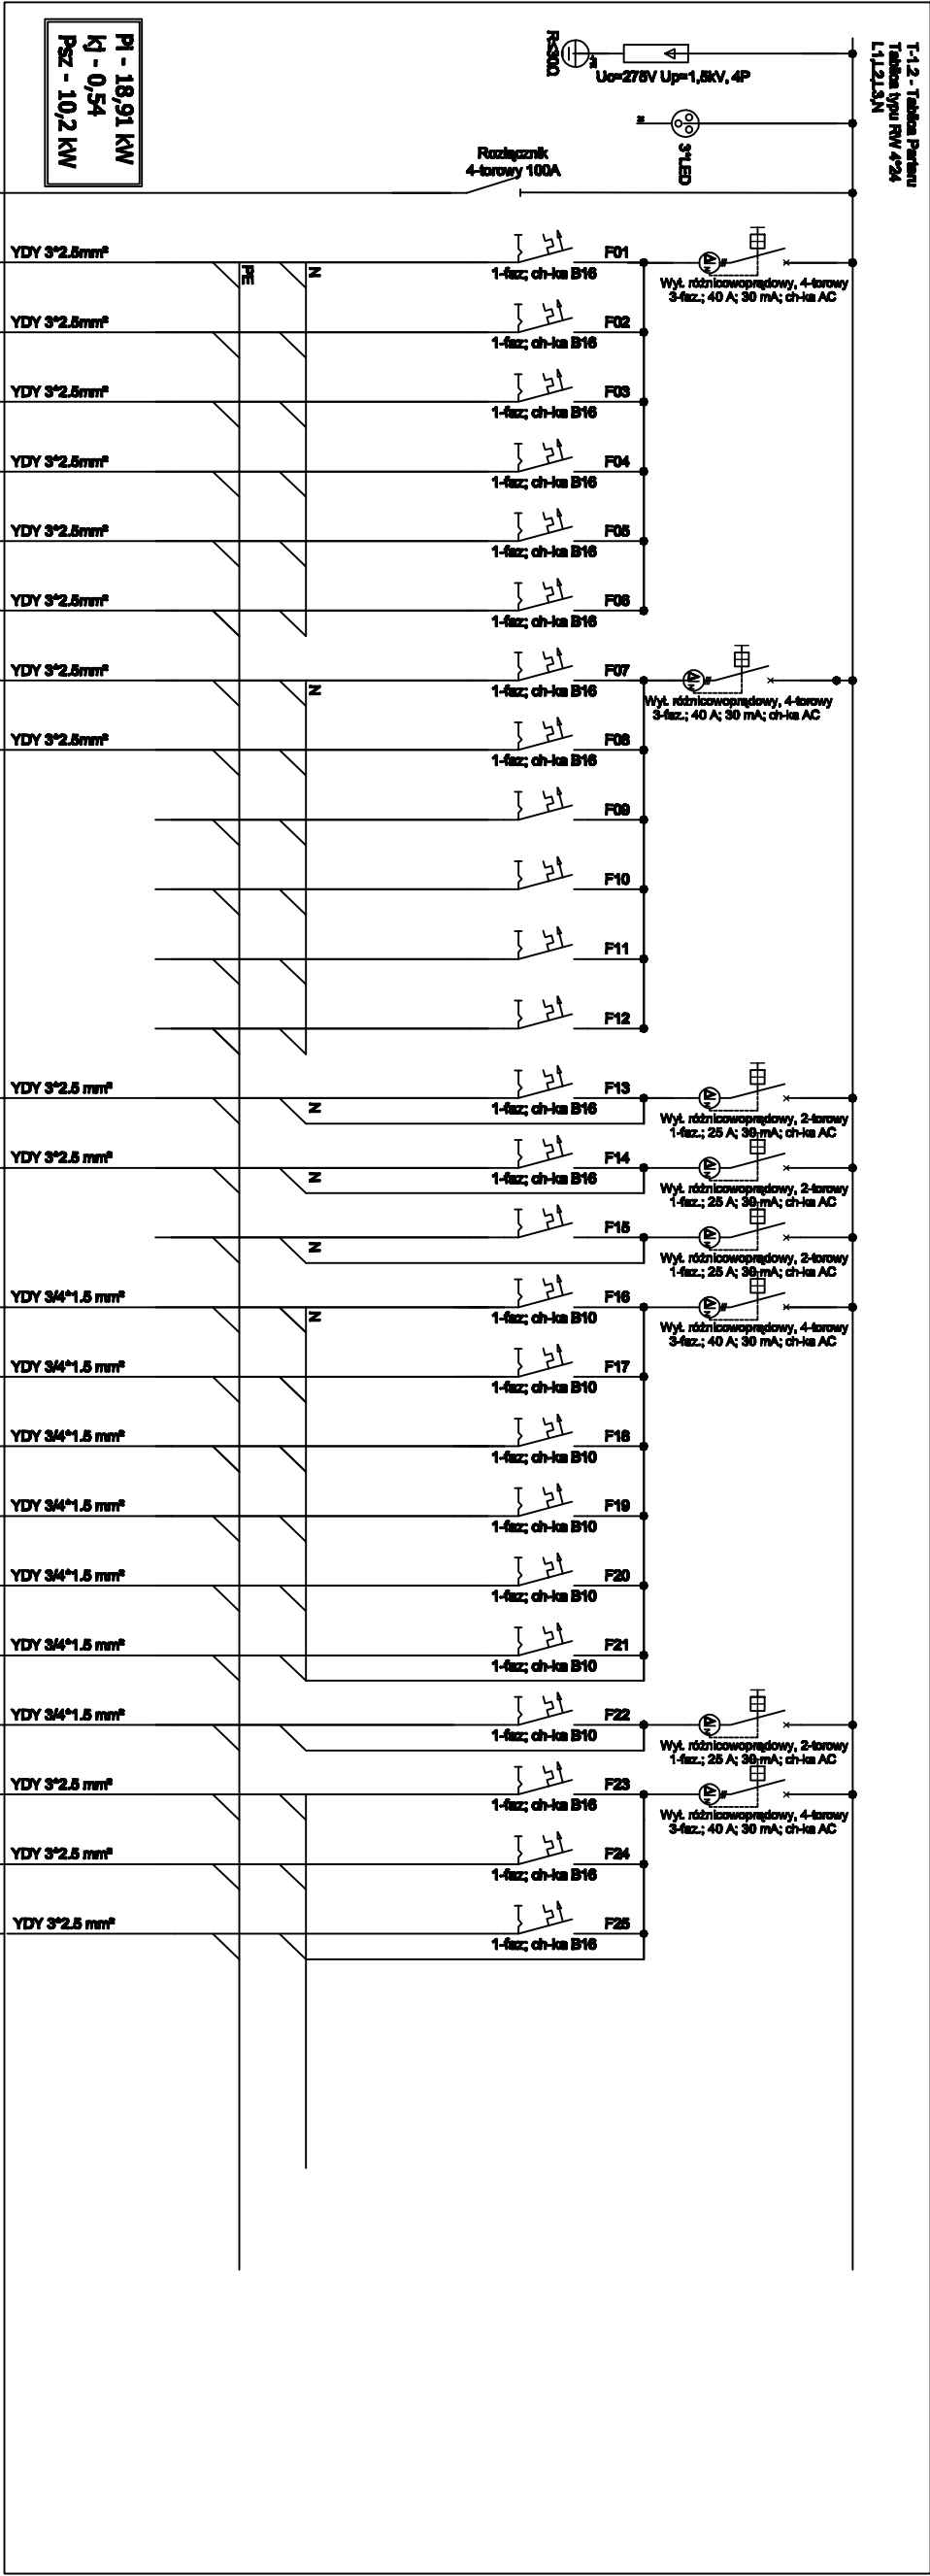 T-1.2 - Tablica Parteru
Tablica typu RW 4*24
L1,L2,L3,N
Uc=275V Up=1,5kV, 4P
R≤30Ω
3*LED
N
Rozłącznik
4-torowy 100A
Pi - 18,91 kW
kj - 0,54
Psz - 10,2 kW
YDY 3*2.5mm²
PE
N
F01
1-faz; ch-ka B16
Wył. różnicowoprądowy, 4-torowy
3-faz.; 40 A; 30 mA; ch-ka AC
YDY 3*2.5mm²
F02
1-faz; ch-ka B16
YDY 3*2.5mm²
F03
1-faz; ch-ka B16
YDY 3*2.5mm²
F04
1-faz; ch-ka B16
YDY 3*2.5mm²
F05
1-faz; ch-ka B16
YDY 3*2.5mm²
F06
1-faz; ch-ka B16
YDY 3*2.5mm²
N
F07
1-faz; ch-ka B16
Wył. różnicowoprądowy, 4-torowy
3-faz.; 40 A; 30 mA; ch-ka AC
YDY 3*2.5mm²
F08
1-faz; ch-ka B16
F09
F10
F11
F12
YDY 3*2.5 mm²
N
F13
1-faz; ch-ka B16
Wył. różnicowoprądowy, 2-torowy
1-faz.; 25 A; 30 mA; ch-ka AC
YDY 3*2.5 mm²
N
F14
1-faz; ch-ka B16
Wył. różnicowoprądowy, 2-torowy
1-faz.; 25 A; 30 mA; ch-ka AC
N
F15
Wył. różnicowoprądowy, 2-torowy
1-faz.; 25 A; 30 mA; ch-ka AC
YDY 3/4*1.5 mm²
N
F16
1-faz; ch-ka B10
Wył. różnicowoprądowy, 4-torowy
3-faz.; 40 A; 30 mA; ch-ka AC
YDY 3/4*1.5 mm²
F17
1-faz; ch-ka B10
YDY 3/4*1.5 mm²
F18
1-faz; ch-ka B10
YDY 3/4*1.5 mm²
F19
1-faz; ch-ka B10
YDY 3/4*1.5 mm²
F20
1-faz; ch-ka B10
YDY 3/4*1.5 mm²
F21
1-faz; ch-ka B10
YDY 3/4*1.5 mm²
F22
1-faz; ch-ka B10
Wył. różnicowoprądowy, 2-torowy
1-faz.; 25 A; 30 mA; ch-ka AC
YDY 3*2.5 mm²
F23
1-faz; ch-ka B16
Wył. różnicowoprądowy, 4-torowy
3-faz.; 40 A; 30 mA; ch-ka AC
YDY 3*2.5 mm²
F24
1-faz; ch-ka B16
YDY 3*2.5 mm²
F25
1-faz; ch-ka B16